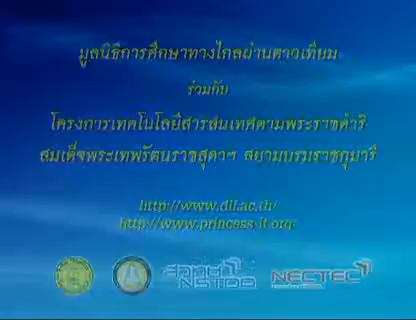 มูลนิธิการศึกษาทางไกลผ่านดาวเทียม
ร่วมกับ
โครงการเทคโนโลยีสารสนเทศตามพระราชดำริ
สมเด็จพระเทพรัตนราชสุดาฯ สยามบรมราชกุมารี
http://www.dlf.ac.th/
http://www.princess-it.org/
สวทช
NSTDA
NECTEC